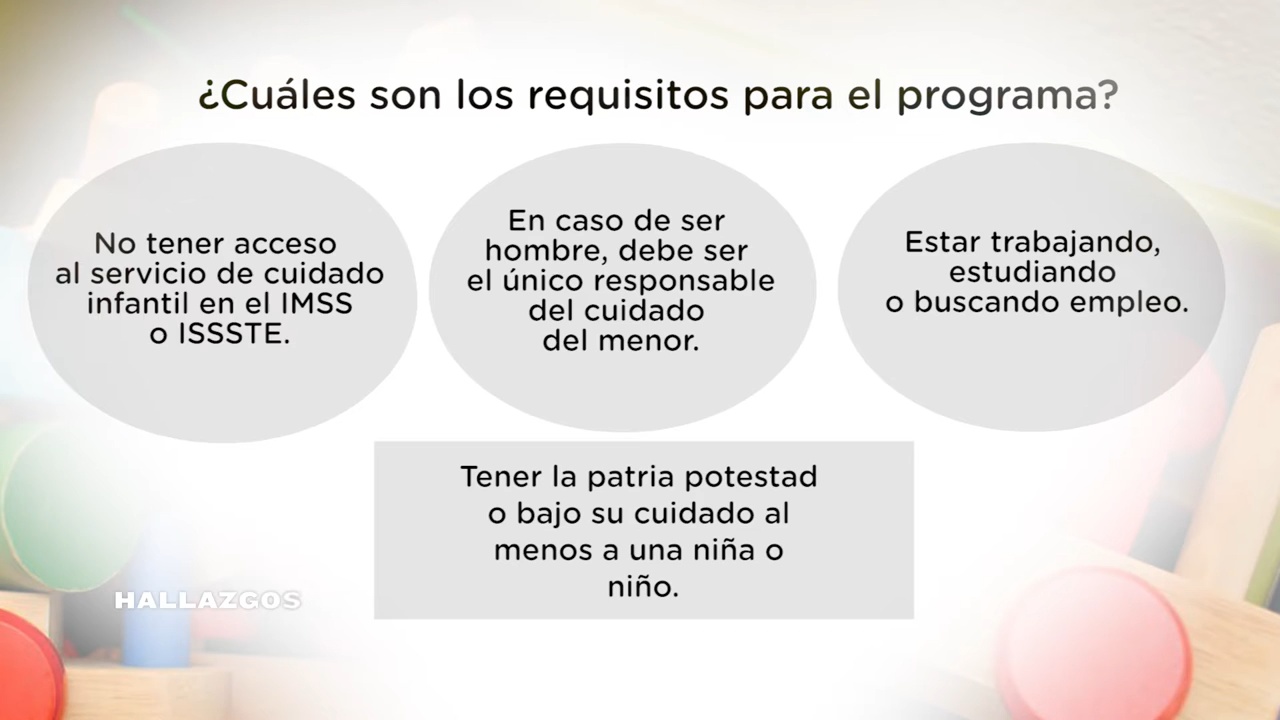 ¿Cuáles son los requisitos para el programa?
No tener acceso
al servicio de cuidado
infantil en el IMSS
o ISSSTE.
En caso de ser
hombre, debe ser
el único responsable
del cuidado
del menor.
Estar trabajando,
estudiando
o buscando empleo.
Tener la patria potestad
o bajo su cuidado al
menos a una niña o
niño.
HALLAZGOS